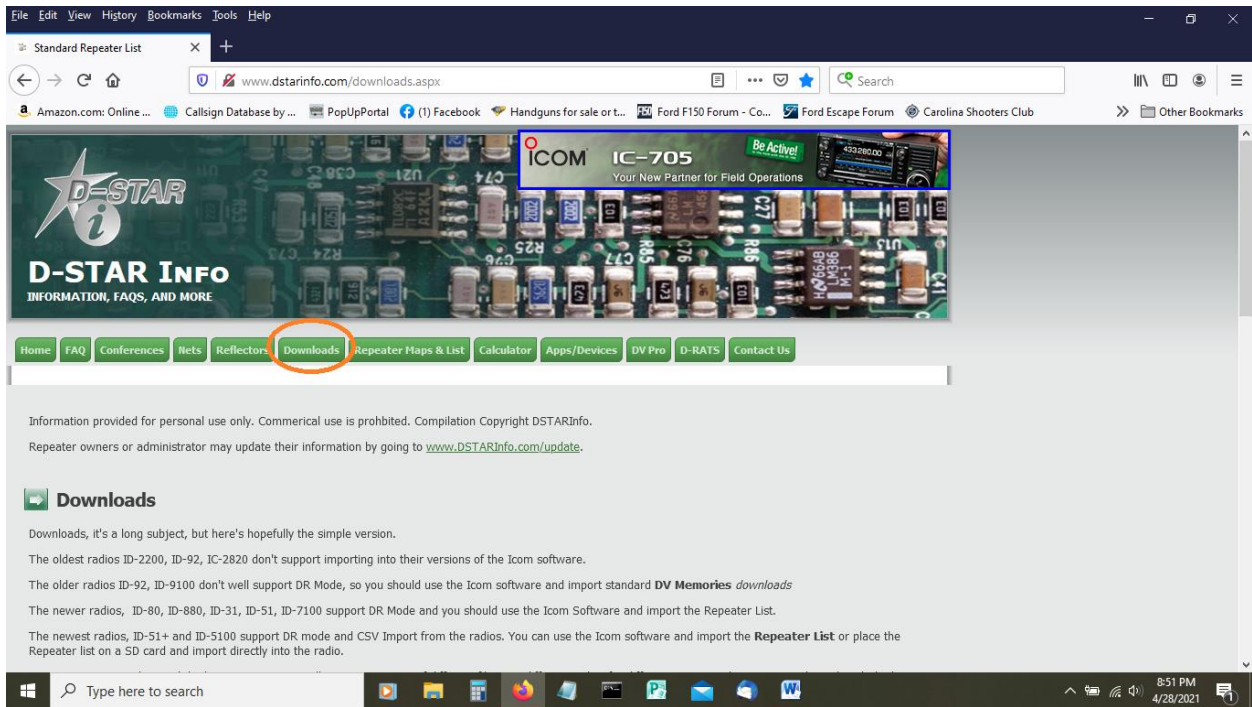 File Edit View History Bookmarks Tools Help
Standard Repeater List
www.dstarinfo.com/downloads.aspx
Search
Amazon.com: Online ... Callsign Database by ... PopUpPortal (1) Facebook Handguns for sale or t... Ford F150 Forum - Co... Ford Escape Forum Carolina Shooters Club Other Bookmarks
ICOM IC-705 Be Active!
Your New Partner for Field Operations
D-STAR
i
D-STAR INFO
INFORMATION, FAQS, AND MORE
Home FAQ Conferences Nets Reflectors Downloads Repeater Maps & List Calculator Apps/Devices DV Pro D-RATS Contact Us
Information provided for personal use only. Commerical use is prohbited. Compilation Copyright DSTARInfo.
Repeater owners or administrator may update their information by going to www.DSTARInfo.com/update.
Downloads
Downloads, it's a long subject, but here's hopefully the simple version.
The oldest radios ID-2200, ID-92, IC-2820 don't support importing into their versions of the Icom software.
The older radios ID-92, ID-9100 don't well support DR Mode, so you should use the Icom software and import standard DV Memories downloads
The newer radios, ID-80, ID-880, ID-31, ID-51, ID-7100 support DR Mode and you should use the Icom Software and import the Repeater List.
The newest radios, ID-51+ and ID-5100 support DR mode and CSV Import from the radios. You can use the Icom software and import the Repeater List or place the
Repeater list on a SD card and import directly into the radio.
Type here to search
8:51 PM
4/28/2021